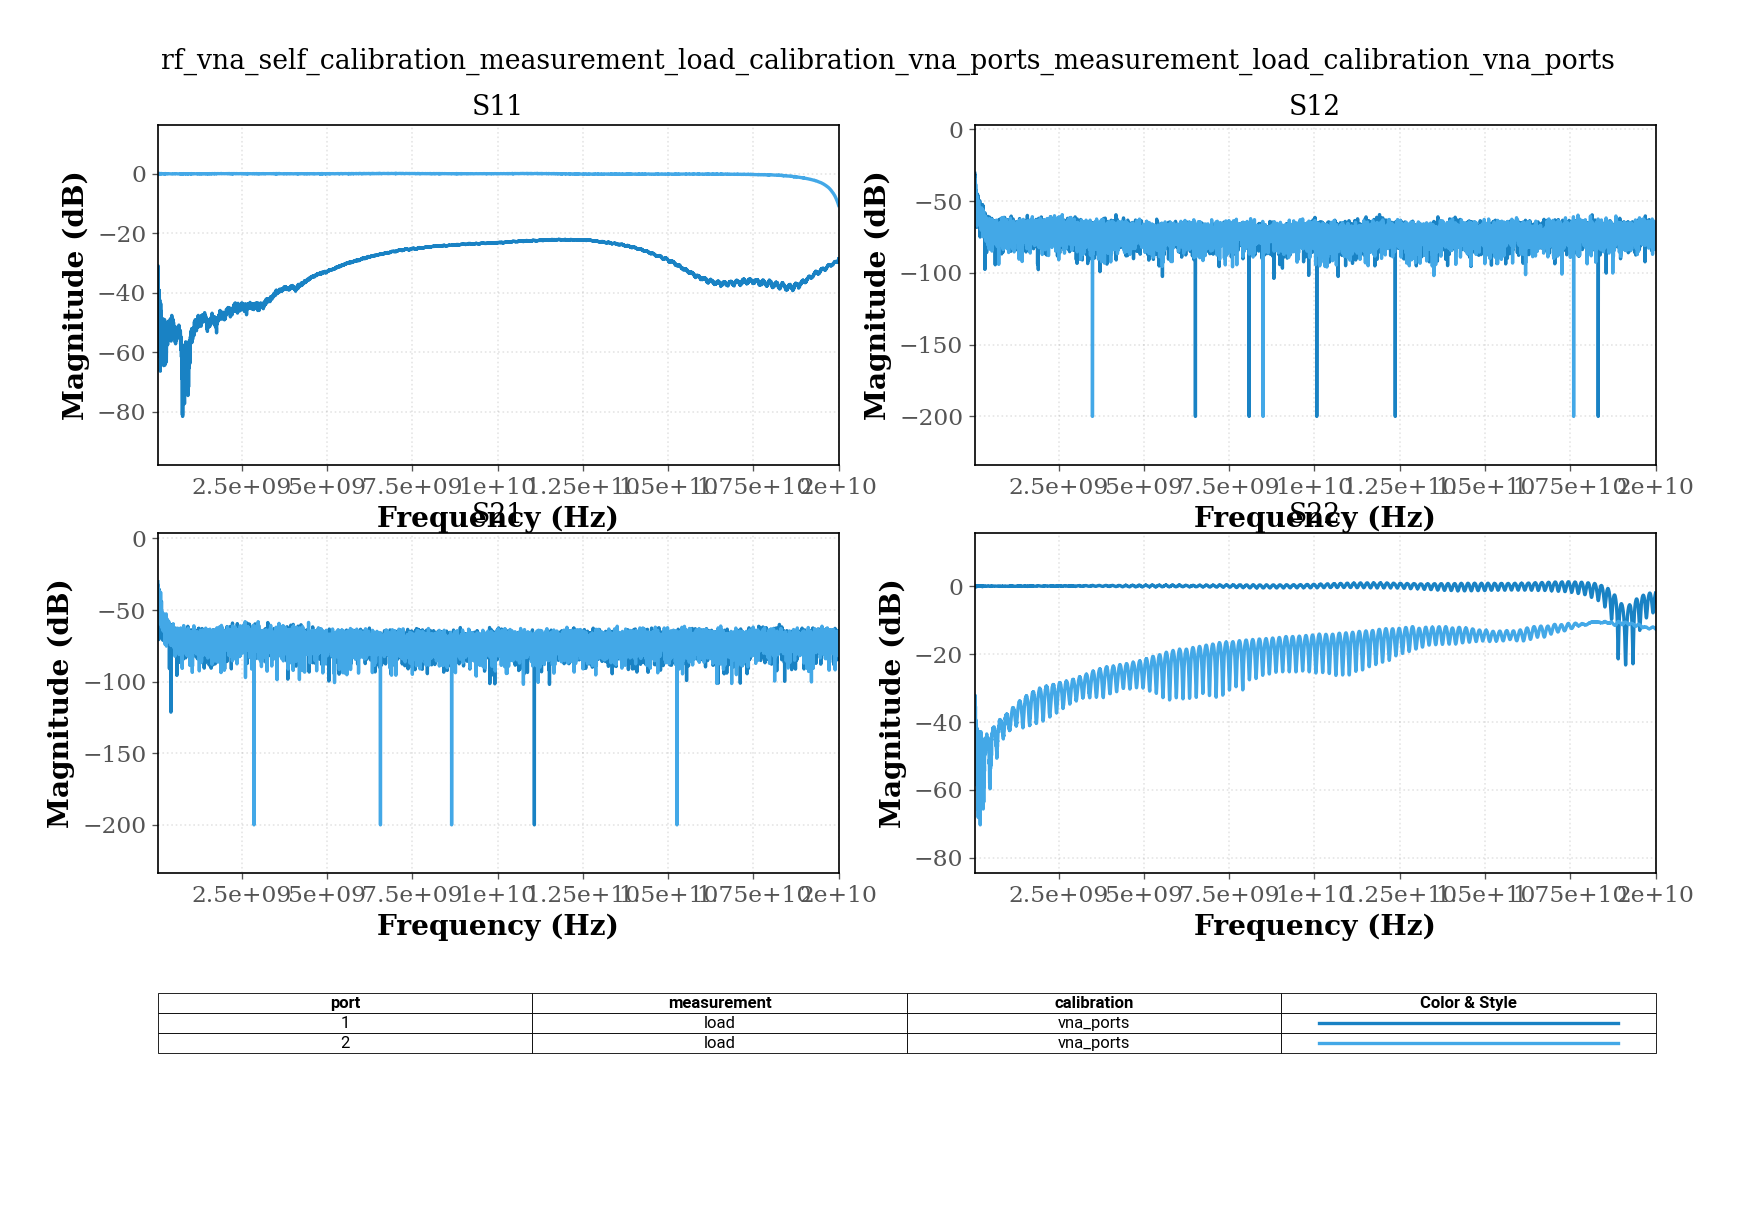 rf_vna_self_calibration_measurement_load_calibration_vna_ports_measurement_load_calibration_vna_ports
S11
Magnitude (dB)
0
−20
−40
−60
−80
2.5e+09 5e+09 7.5e+09 1e+10 1.25e+10 1.5e+10 1.75e+10 2e+10
Frequency (Hz)
S12
Magnitude (dB)
0
−50
−100
−150
−200
2.5e+09 5e+09 7.5e+09 1e+10 1.25e+10 1.5e+10 1.75e+10 2e+10
Frequency (Hz)
S21
Magnitude (dB)
0
−50
−100
−150
−200
2.5e+09 5e+09 7.5e+09 1e+10 1.25e+10 1.5e+10 1.75e+10 2e+10
Frequency (Hz)
S22
Magnitude (dB)
0
−20
−40
−60
−80
2.5e+09 5e+09 7.5e+09 1e+10 1.25e+10 1.5e+10 1.75e+10 2e+10
Frequency (Hz)
port measurement calibration Color & Style
1 load vna_ports
2 load vna_ports